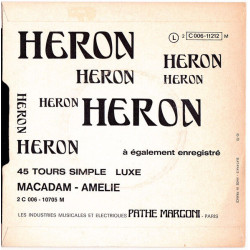 L 2 C 006-11212 M
HERON
HERON
HERON
HERON
HERON
HERON
HERON
HERON
HERON
à également enregistré
45 TOURS SIMPLE LUXE
MACADAM - AMELIE
2 C 006 - 10705 M
LES INDUSTRIES MUSICALES ET ELECTRIQUES PATHE MARCONI - PARIS